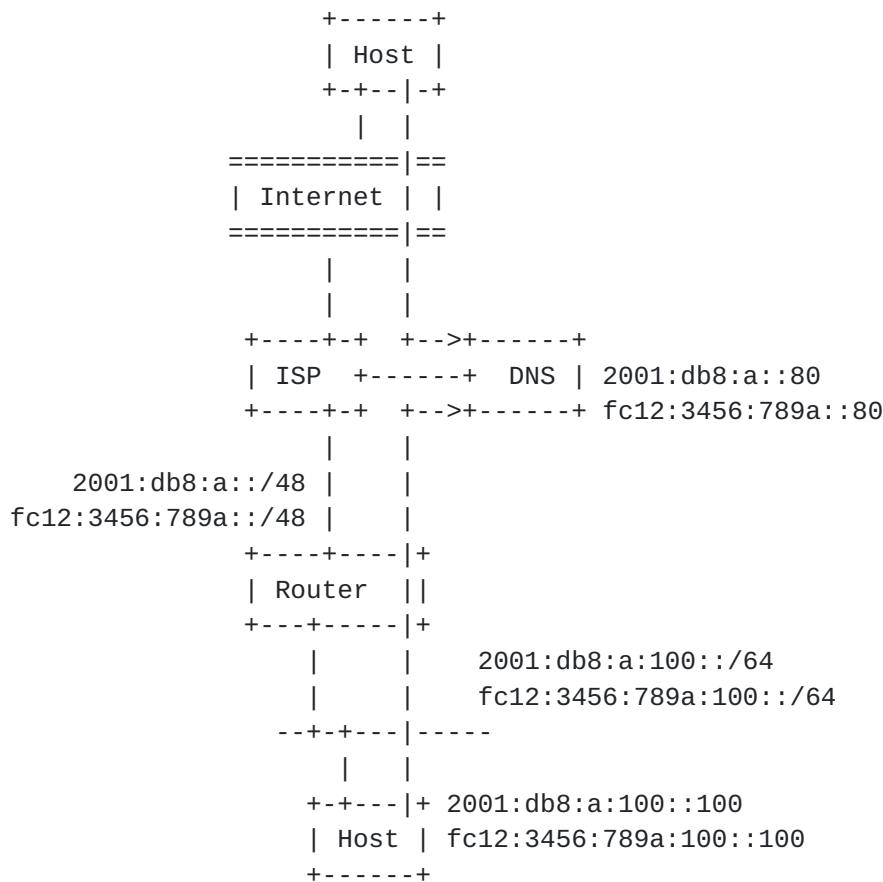 +------+
                    | Host |
                    +-+--|-+
                      |  |
              ===========|==
              | Internet | |
              ===========|==
                    |    |
                    |    |
               +----+-+  +-->+------+
               | ISP  +------+  DNS | 2001:db8:a::80
               +----+-+  +-->+------+ fc12:3456:789a::80
                    |    |
    2001:db8:a::/48 |    |
fc12:3456:789a::/48 |    |
               +----+----|+
               | Router  ||
               +---+-----|+
                   |     |    2001:db8:a:100::/64
                   |     |    fc12:3456:789a:100::/64
                 --+-+---|-----
                     |   |
                   +-+---|+ 2001:db8:a:100::100
                   | Host | fc12:3456:789a:100::100
                   +------+